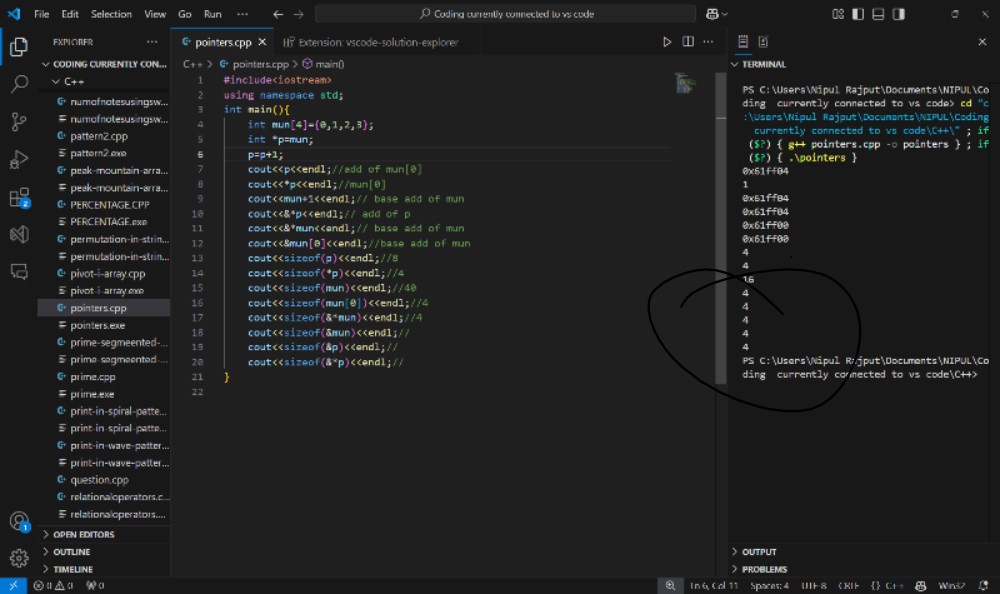 File Edit Selection View Go Run ··· Coding currently connected to vs code
EXPLORER ···
CODING CURRENTLY CON...
C++
numofnotesusingsw...
numofnotesusingsw...
pattern2.cpp
pattern2.exe
peak-mountain-arra...
peak-mountain-arra...
PERCENTAGE.CPP
PERCENTAGE.exe
permutation-in-strin...
permutation-in-strin...
pivot-i-array.cpp
pivot-i-array.exe
pointers.cpp
pointers.exe
prime-segmeented-...
prime-segmeented-...
prime.cpp
prime.exe
print-in-spiral-patte...
print-in-spiral-patte...
print-in-wave-patter...
print-in-wave-patter...
question.cpp
relationaloperators.c...
relationaloperators....
OPEN EDITORS
OUTLINE
TIMELINE
pointers.cpp Extension: vscode-solution-explorer
C++ > pointers.cpp > main()
1 #include<iostream>
2 using namespace std;
3 int main(){
4 int mun[4]={0,1,2,3};
5 int *p=mun;
6 p=p+1;
7 cout<<p<<endl;//add of mun[0]
8 cout<<*p<<endl;//mun[0]
9 cout<<mun+1<<endl;// base add of mun
10 cout<<&*p<<endl;// add of p
11 cout<<&*mun<<endl;// base add of mun
12 cout<<&mun[0]<<endl;//base add of mun
13 cout<<sizeof(p)<<endl;//8
14 cout<<sizeof(*p)<<endl;//4
15 cout<<sizeof(mun)<<endl;//40
16 cout<<sizeof(mun[0])<<endl;//4
17 cout<<sizeof(&*mun)<<endl;//4
18 cout<<sizeof(&mun)<<endl;//
19 cout<<sizeof(&p)<<endl;//
20 cout<<sizeof(&*p)<<endl;//
21 }
22
TERMINAL
PS C:\Users\Nipul Rajput\Documents\NIPUL\Co
ding currently connected to vs code> cd "c
:\Users\Nipul Rajput\Documents\NIPUL\Coding
currently connected to vs code\C++\" ; if
($?) { g++ pointers.cpp -o pointers } ; if
($?) { .\pointers }
0x61ff04
1
0x61ff04
0x61ff04
0x61ff00
0x61ff00
4
4
16
4
4
4
4
4
PS C:\Users\Nipul Rajput\Documents\NIPUL\Co
ding currently connected to vs code\C++>
OUTPUT
PROBLEMS
2
1
0 0 0 Ln 6, Col 11 Spaces: 4 UTF-8 CRLF {} C++ Win32